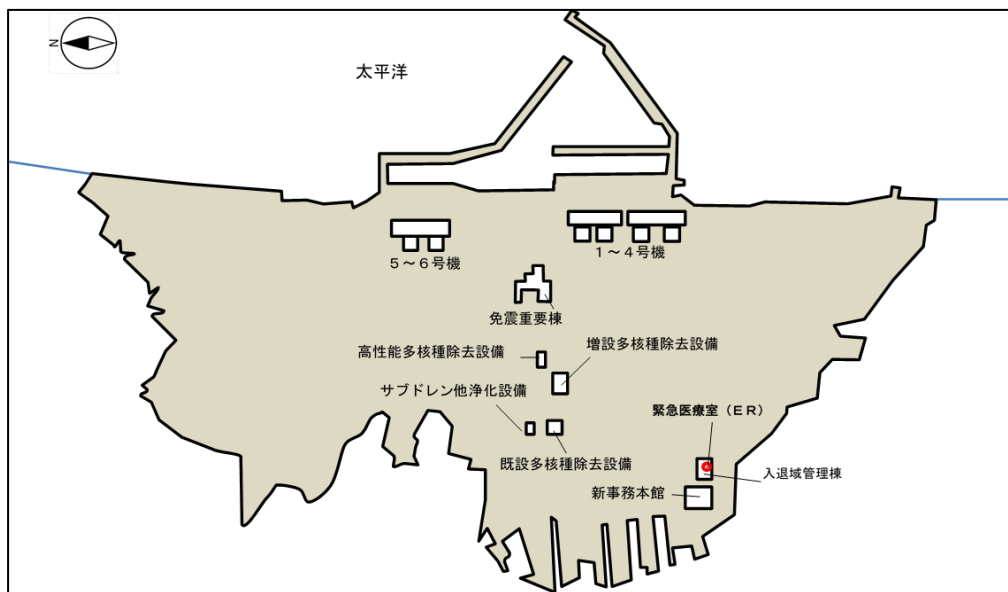 N
太平洋
5～6号機
1～4号機
免震重要棟
高性能多核種除去設備
増設多核種除去設備
サブドレン他浄化設備
緊急医療室（ER）
既設多核種除去設備
入退域管理棟
新事務本館